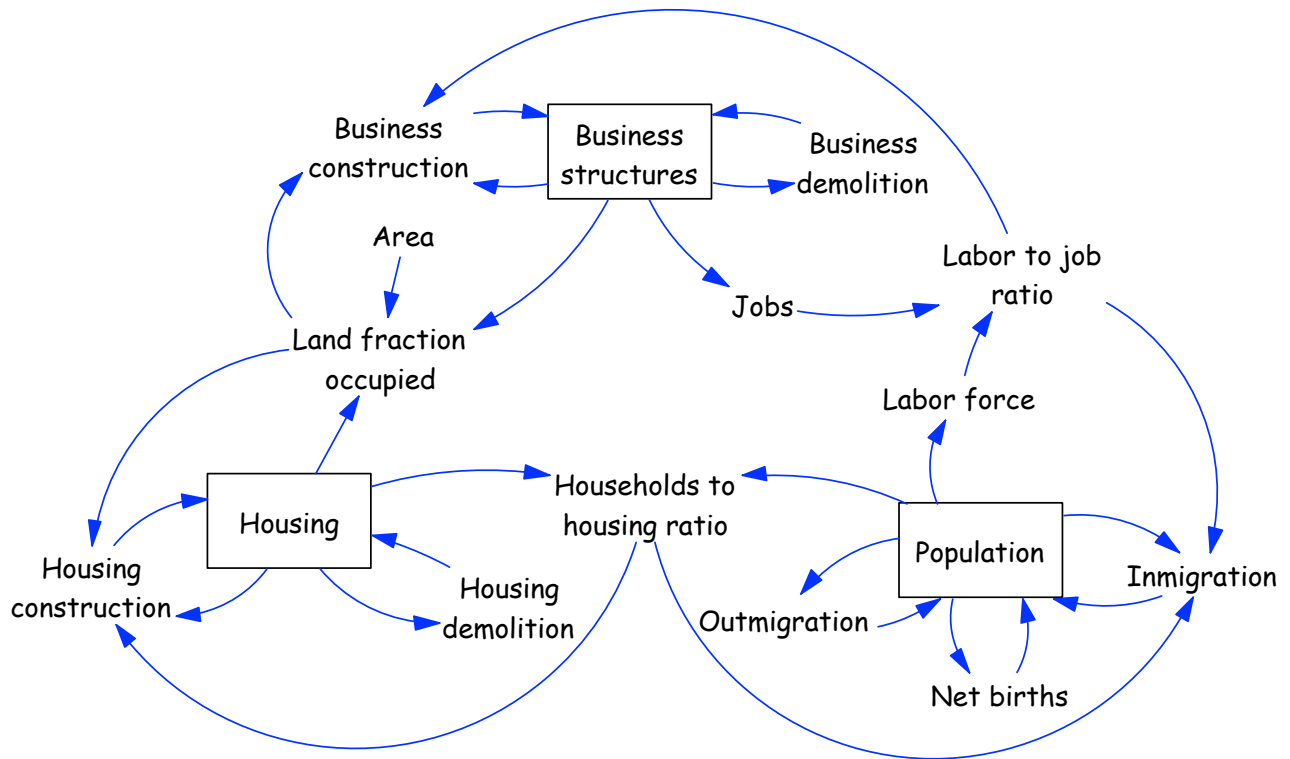 Business
construction
Business
structures
Business
demolition
Area
Labor to job
ratio
Jobs
Land fraction
occupied
Labor force
Households to
housing ratio
Housing
Population
Housing
construction
Housing
demolition
Outmigration
Inmigration
Net births